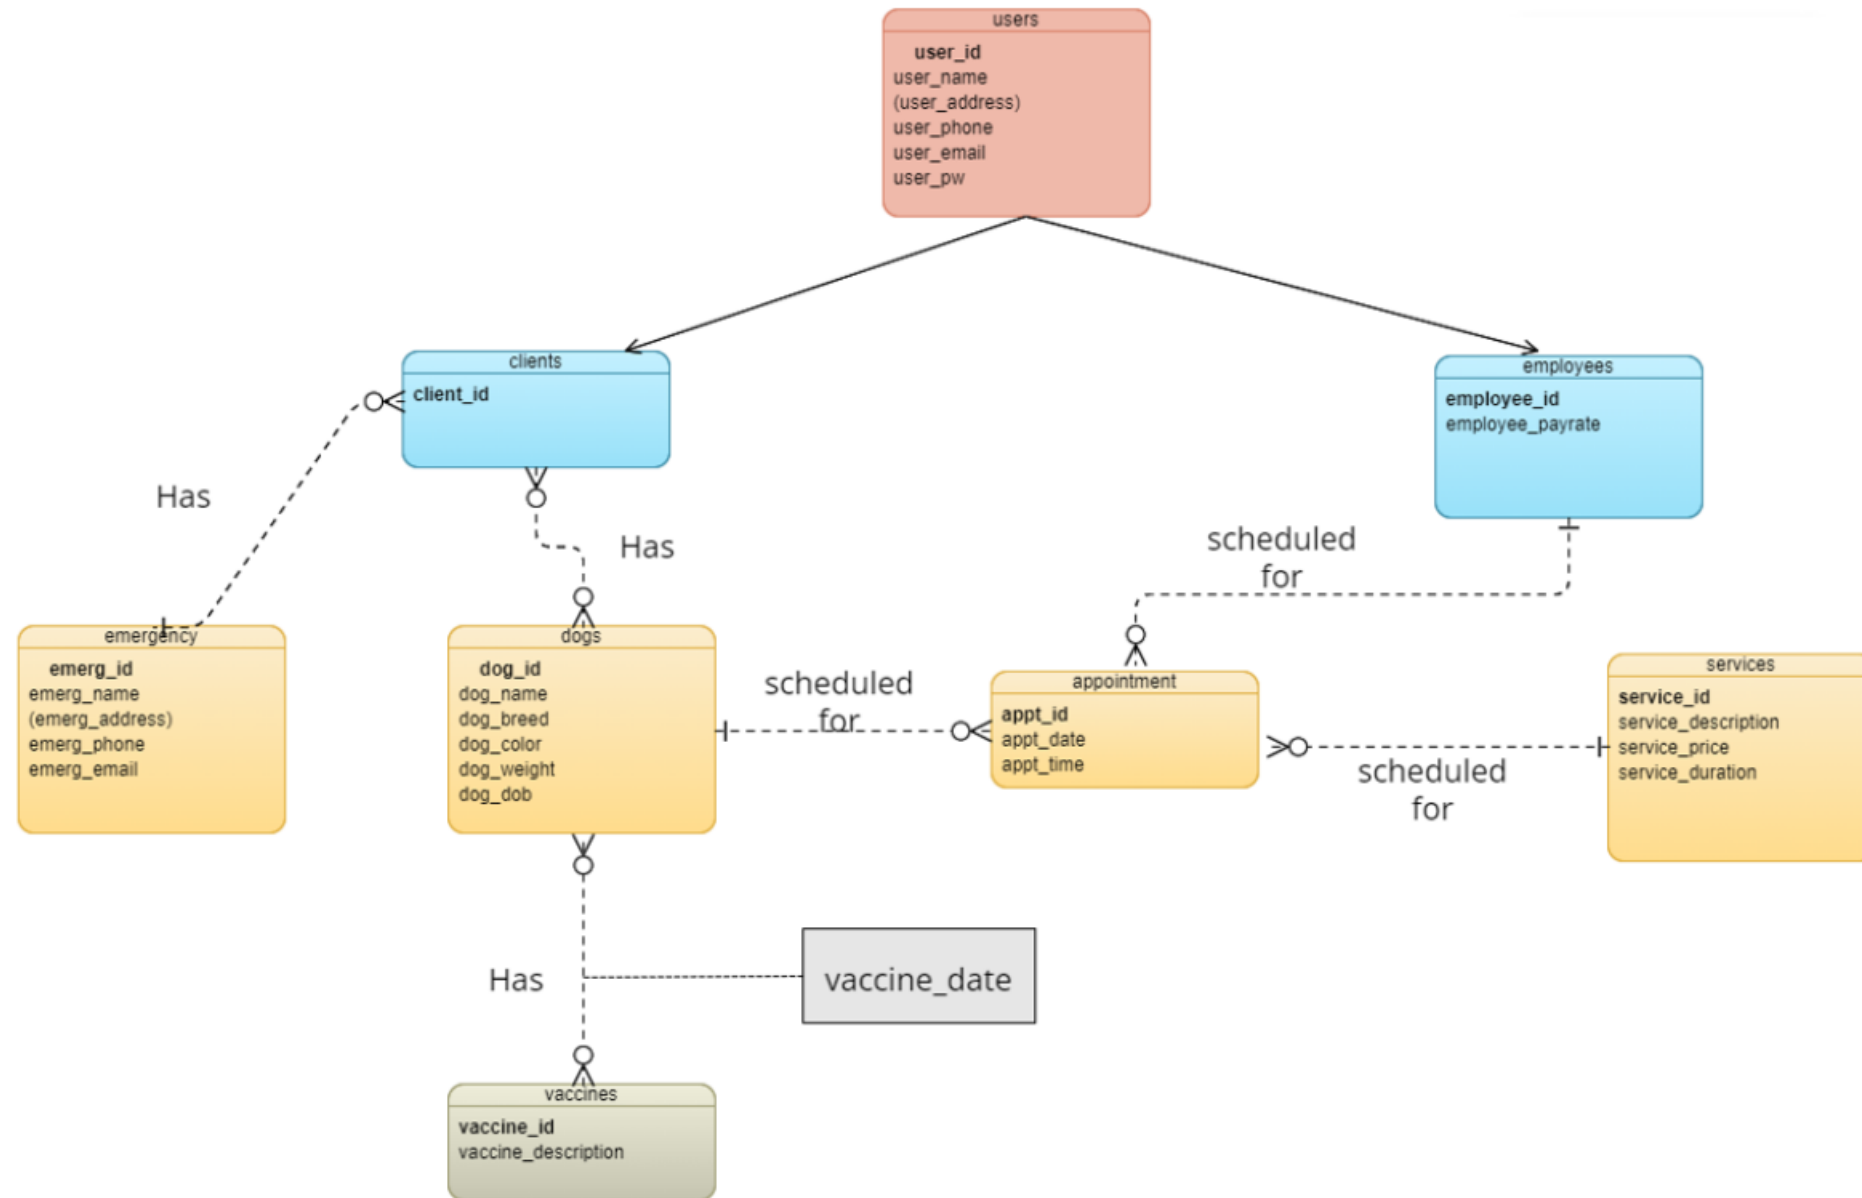 users
user_id
user_name
(user_address)
user_phone
user_email
user_pw
clients
client_id
employees
employee_id
employee_payrate
Has
Has
scheduled
for
emergency
emerg_id
emerg_name
(emerg_address)
emerg_phone
emerg_email
dogs
dog_id
dog_name
dog_breed
dog_color
dog_weight
dog_dob
scheduled
for
appointment
appt_id
appt_date
appt_time
scheduled
for
services
service_id
service_description
service_price
service_duration
Has
vaccine_date
vaccines
vaccine_id
vaccine_description